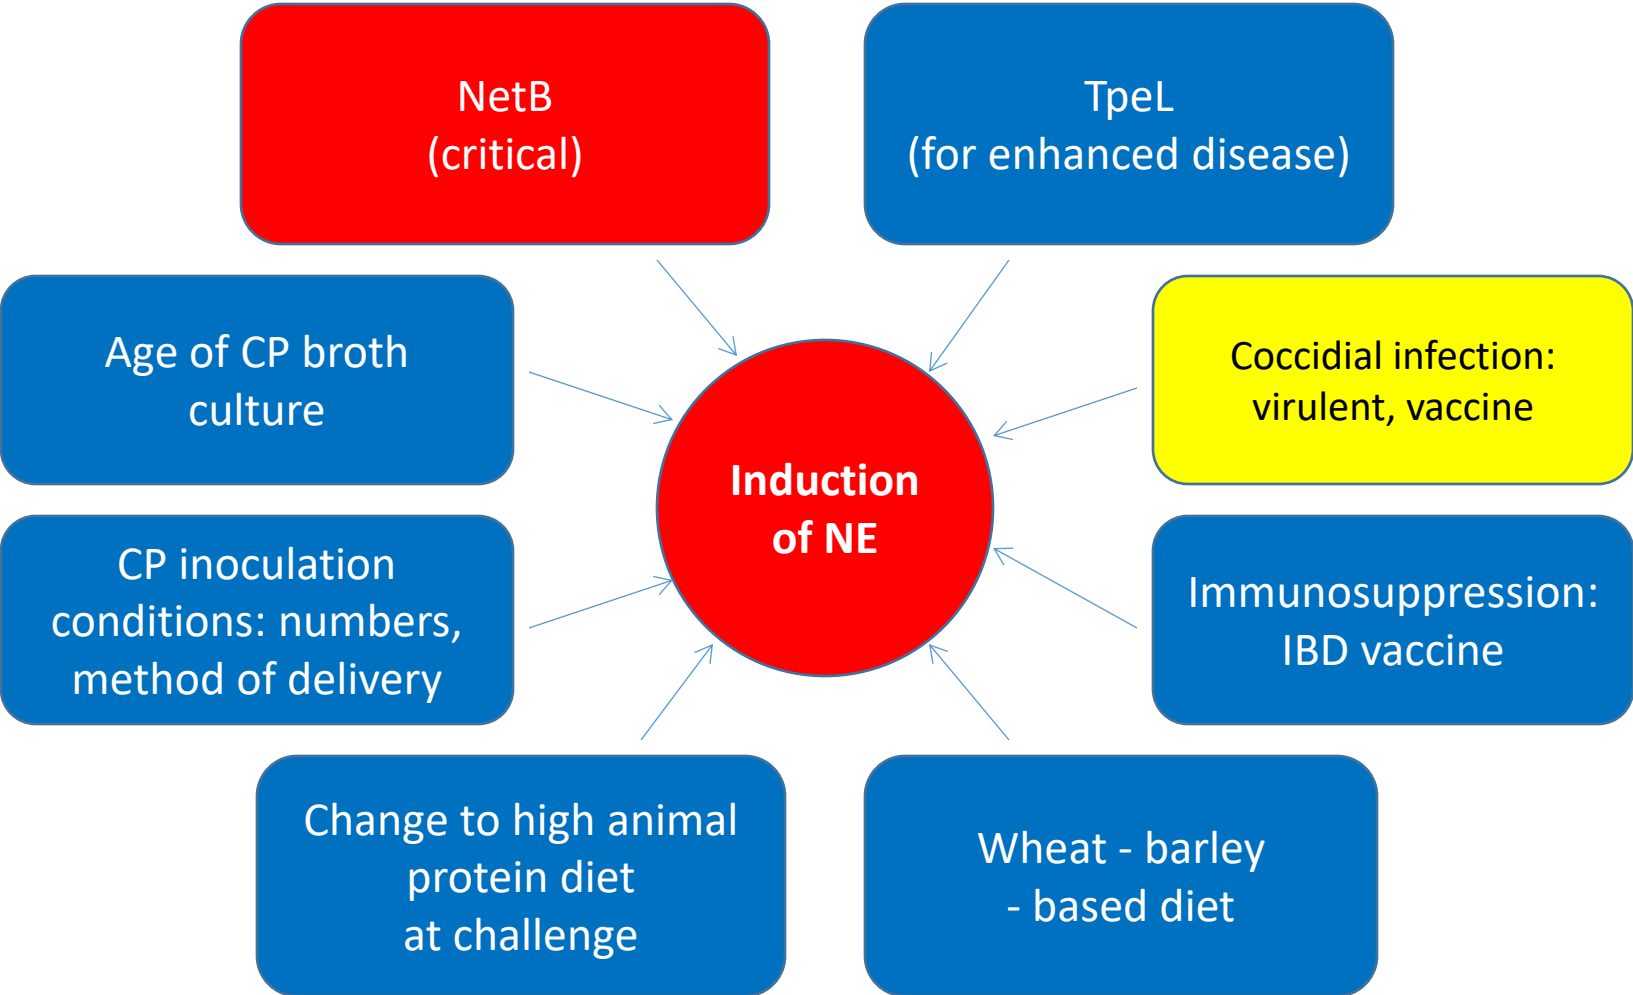 NetB
(critical)
TpeL
(for enhanced disease)
Age of CP broth
culture
Coccidial infection:
virulent, vaccine
Induction
of NE
CP inoculation
conditions: numbers,
method of delivery
Immunosuppression:
IBD vaccine
Change to high animal
protein diet
at challenge
Wheat - barley
- based diet